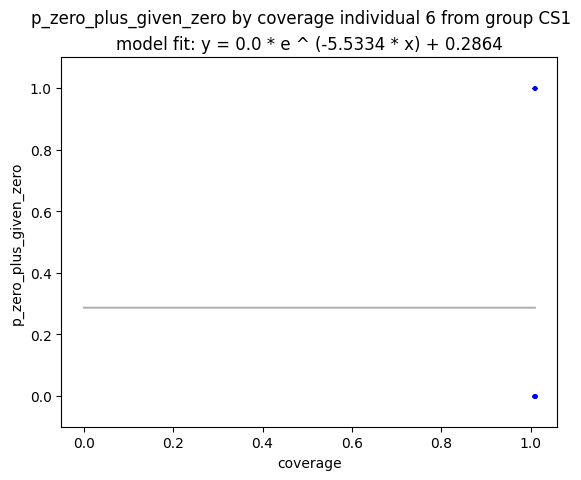 p_zero_plus_given_zero by coverage individual 6 from group CS1
model fit: y = 0.0 * e ^ (-5.5334 * x) + 0.2864
1.0
0.8
0.6
0.4
0.2
0.0
p_zero_plus_given_zero
0.0 0.2 0.4 0.6 0.8 1.0
coverage